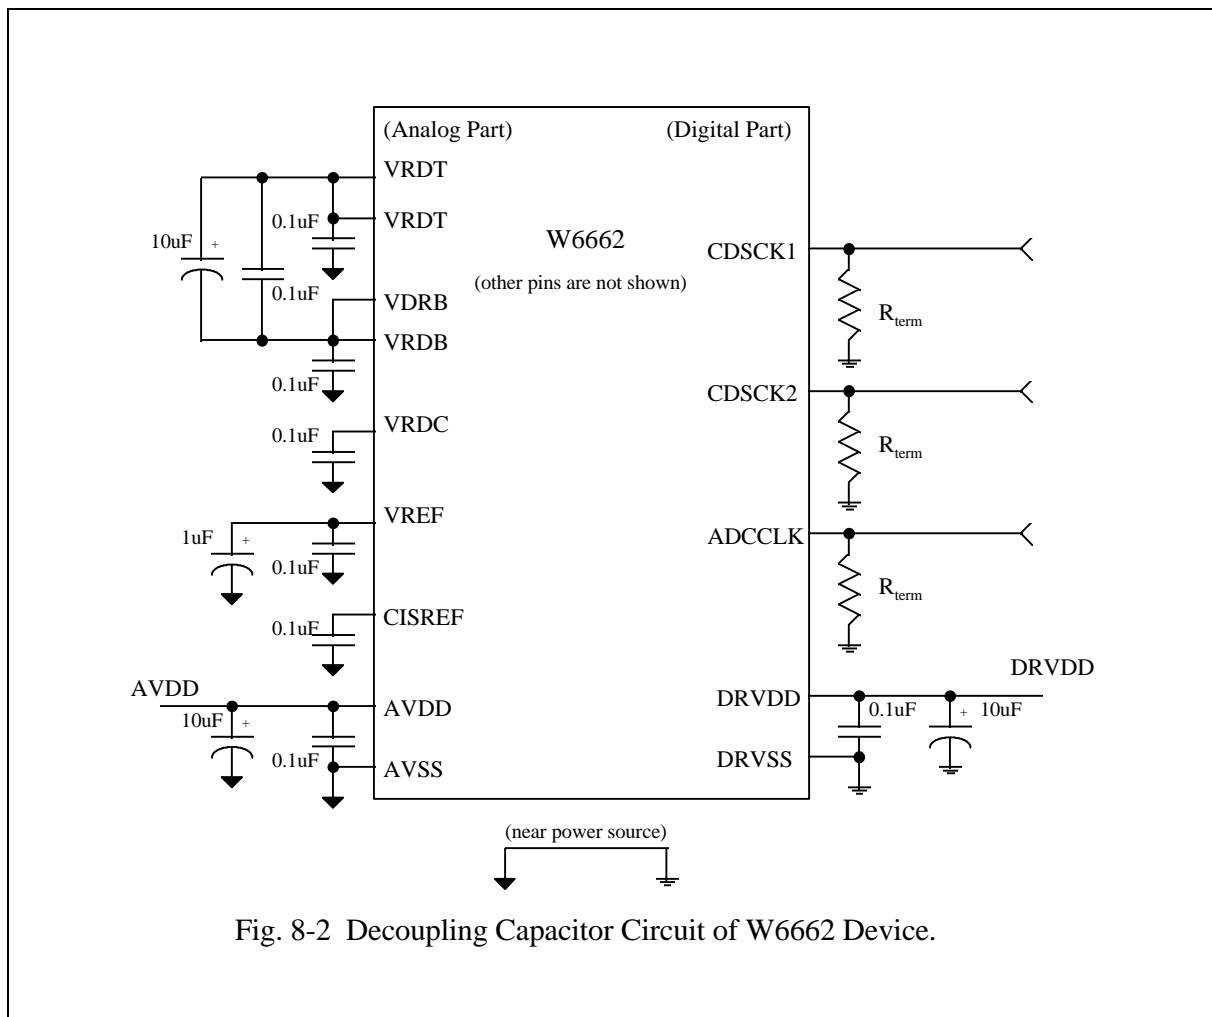 (Analog Part) (Digital Part)
VRDT
0.1uF VRDT
10uF + W6662 CDSCK1
(other pins are not shown)
0.1uF VDRB Rterm
VRDB
0.1uF CDSCK2
0.1uF VRDC
Rterm
VREF
1uF + ADCCLK
0.1uF
Rterm
0.1uF CISREF
DRVDD
AVDD
AVDD DRVDD
10uF + 0.1uF + 10uF
0.1uF AVSS DRVSS
(near power source)
Fig. 8-2 Decoupling Capacitor Circuit of W6662 Device.